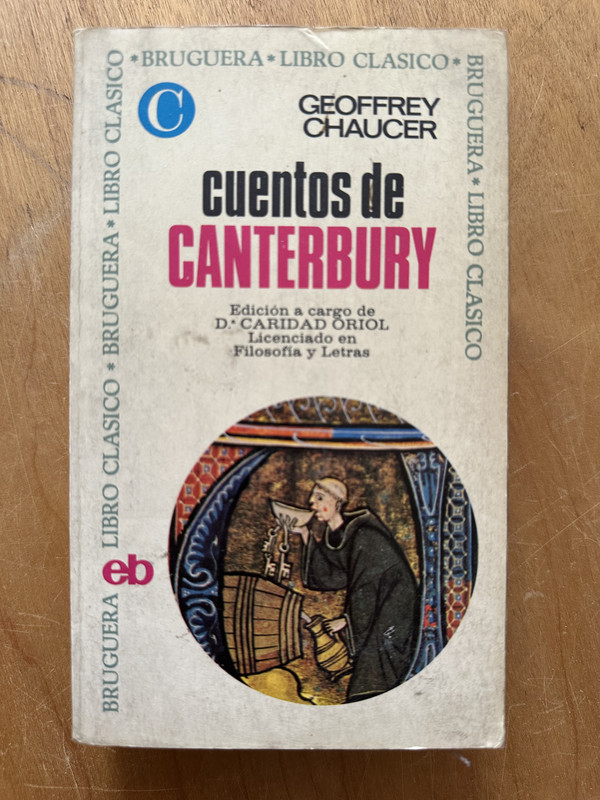 *BRUGUERA*LIBRO CLASICO*
BRUGUERA*LIBRO CLASICO
BRUGUERA eb LIBRO CLASICO*BRUGUERA*LIBRO CLASICO
C
GEOFFREY
CHAUCER
cuentos de
CANTERBURY
Edición a cargo de
D.ª CARIDAD ORIOL
Licenciado en
Filosofía y Letras